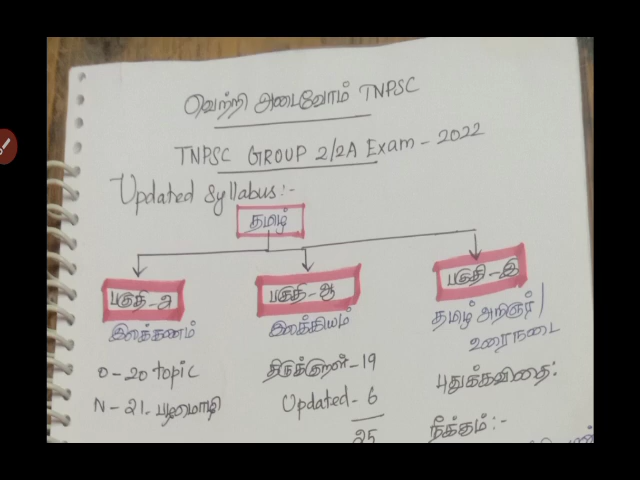 வெற்றி அடைவோம் TNPSC
TNPSC GROUP 2/2A Exam - 2022
Updated Syllabus:-
தமிழ்
பகுதி-அ
இலக்கணம்
O - 20 topic
N - 21. பழமொழி
பகுதி-ஆ
இலக்கியம்
திருக்குறள் - 19
Updated - 6
25
பகுதி-இ
தமிழ் அறிஞர் /
உரைநடை
புதுக்கவிதை:
நீக்கம்:-